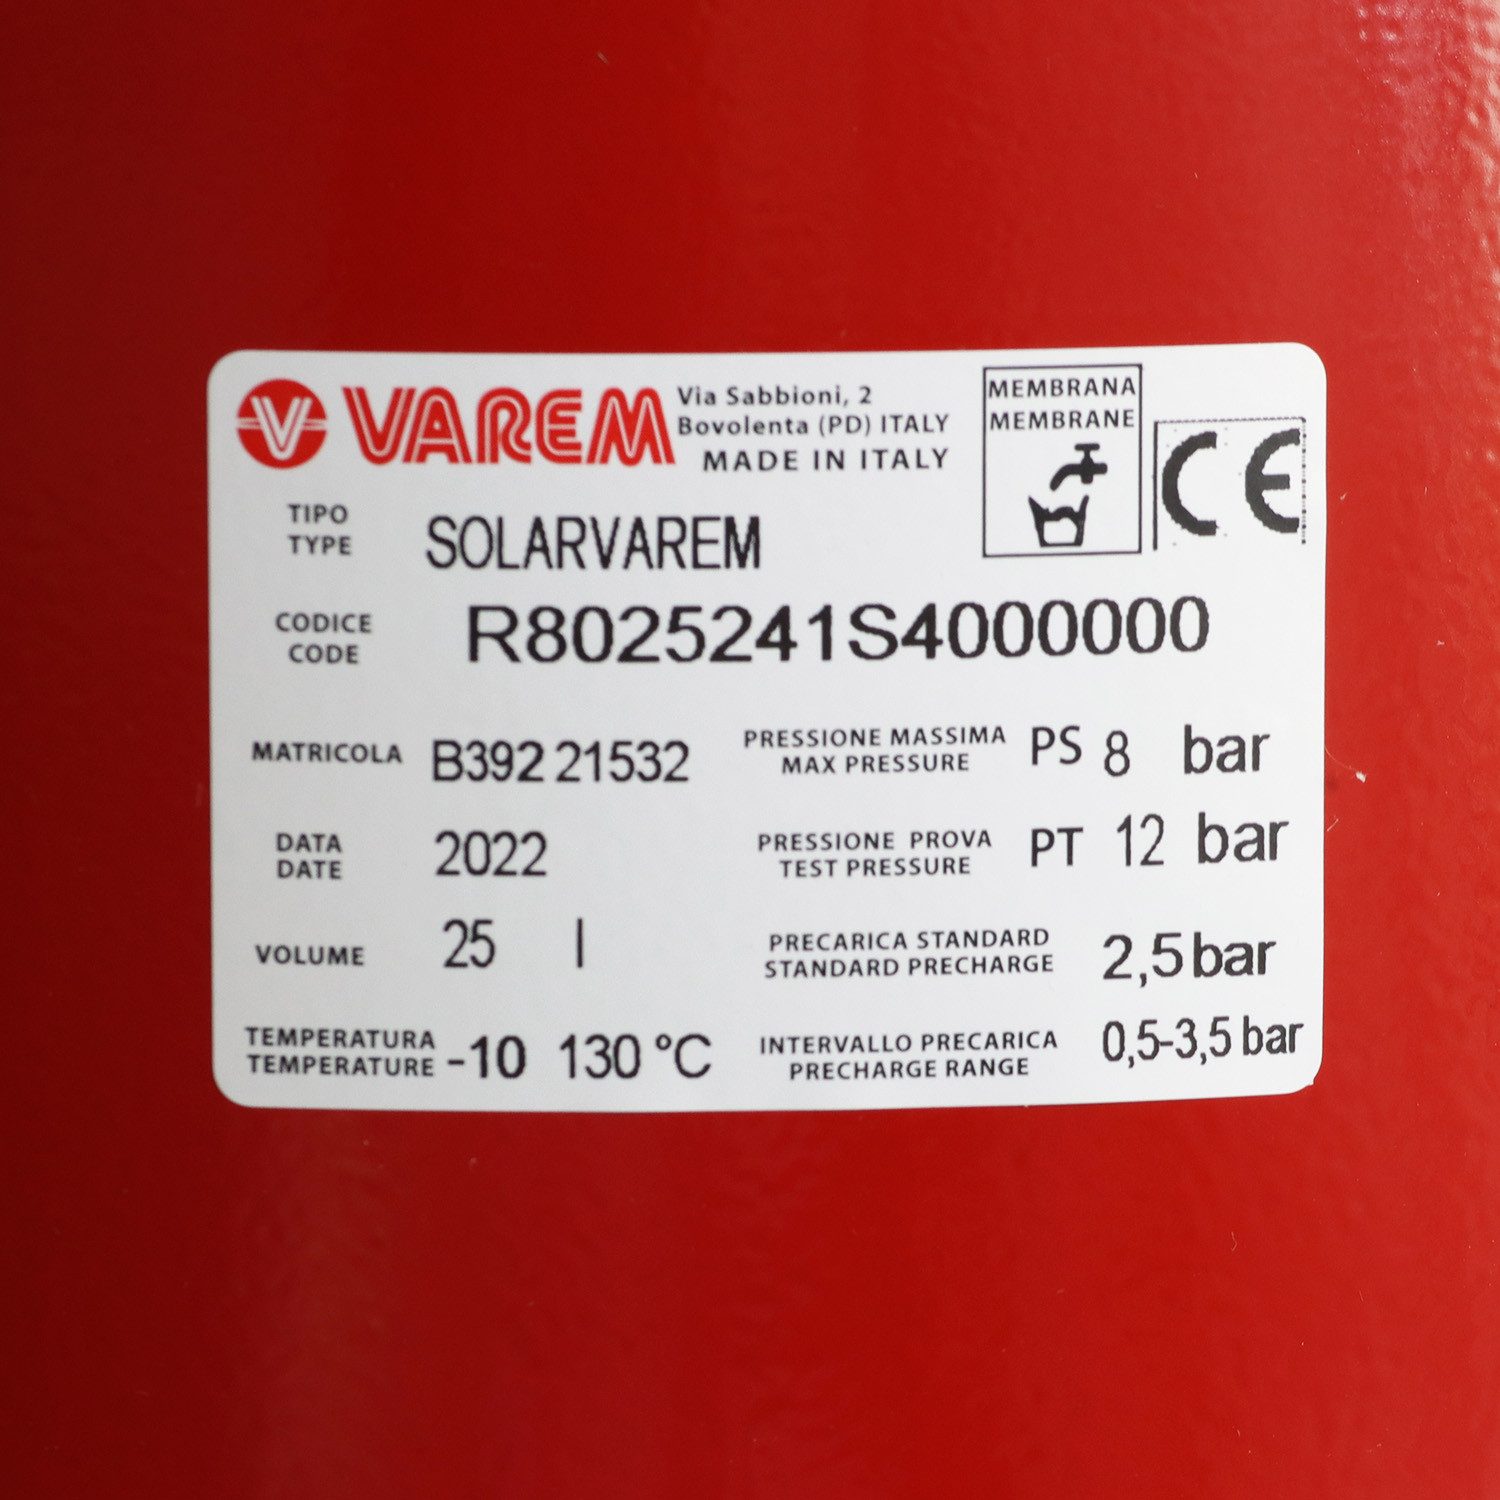 V VAREM
Via Sabbioni, 2
Bovolenta (PD) ITALY
MADE IN ITALY
MEMBRANA
MEMBRANE
CE
TIPO
TYPE
SOLARVAREM
CODICE
CODE
R8025241S4000000
MATRICOLA B392 21532
PRESSIONE MASSIMA
MAX PRESSURE
PS 8 bar
DATA
DATE
2022
PRESSIONE PROVA
TEST PRESSURE
PT 12 bar
VOLUME 25 l
PRECARICA STANDARD
STANDARD PRECHARGE
2,5 bar
TEMPERATURA
TEMPERATURE
-10 130 °C
INTERVALLO PRECARICA
PRECHARGE RANGE
0,5-3,5 bar